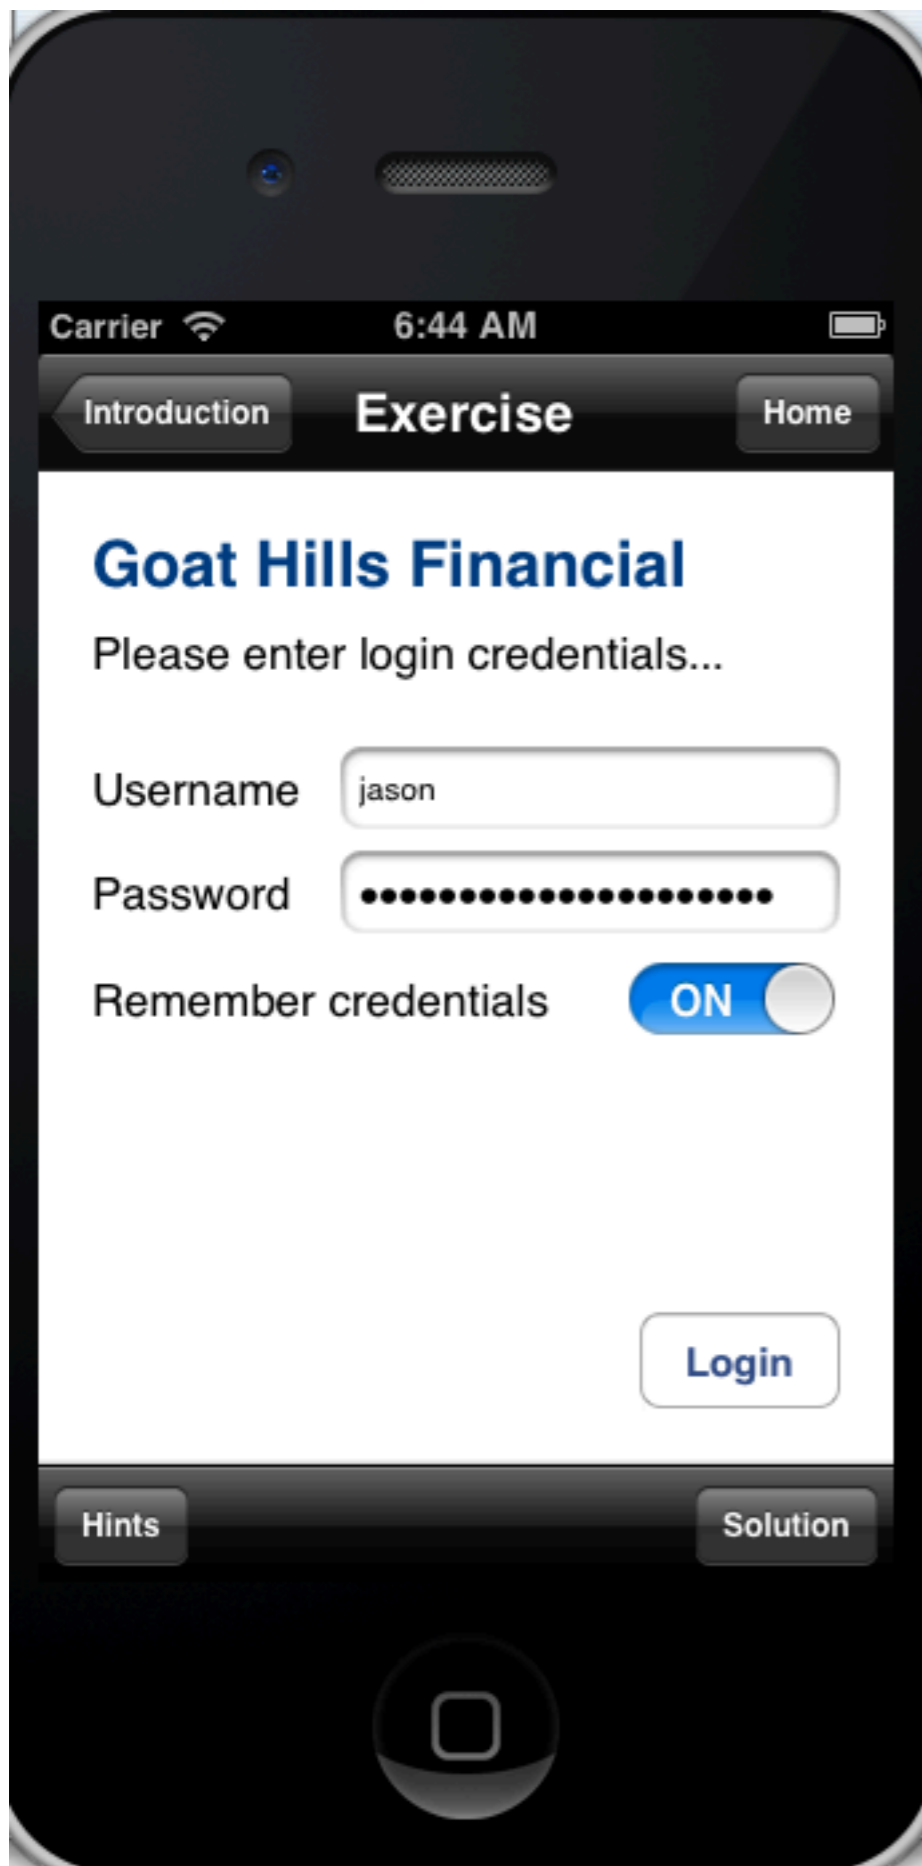 Carrier 6:44 AM
Introduction Exercise Home
Goat Hills Financial
Please enter login credentials...
Username jason
Password •••••••••••••••••••••
Remember credentials ON
Login
Hints Solution